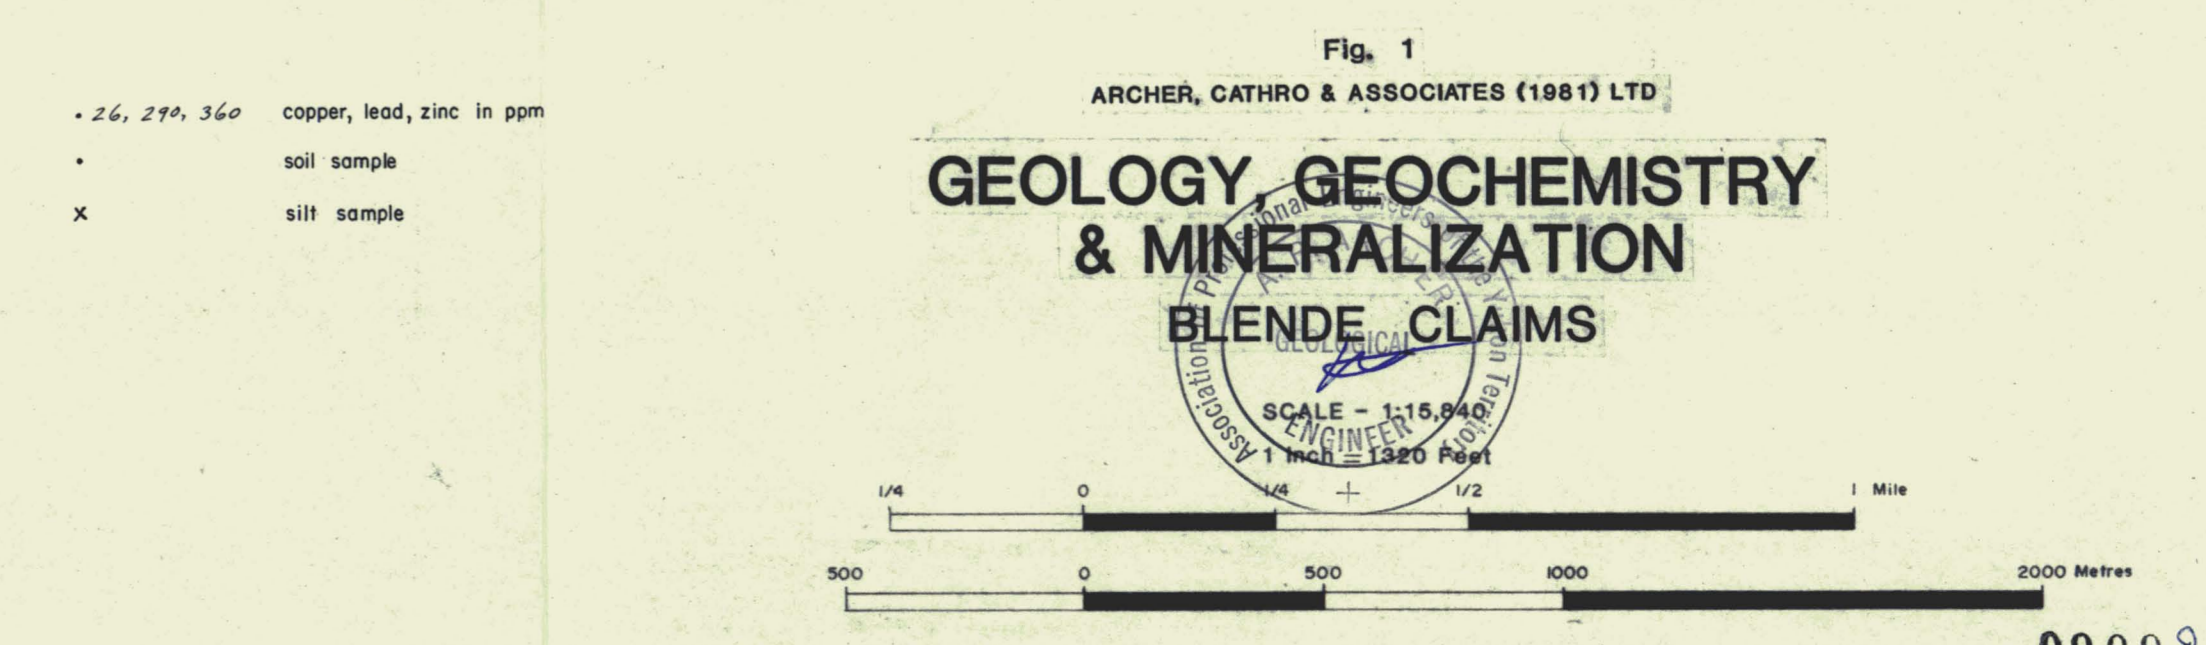 • 26, 290, 360 copper, lead, zinc in ppm
• soil sample
x silt sample
Fig. 1
ARCHER, CATHRO & ASSOCIATES (1981) LTD
GEOLOGY, GEOCHEMISTRY
& MINERALIZATION
BLENDE CLAIMS
Association of Professional Engineers of the Yukon Territory
GEOLOGICAL
ENGINEER
SCALE - 1:15,840
1 Inch = 1320 Feet
1/4 0 1/4 1/2 1 Mile
500 0 500 1000 2000 Metres